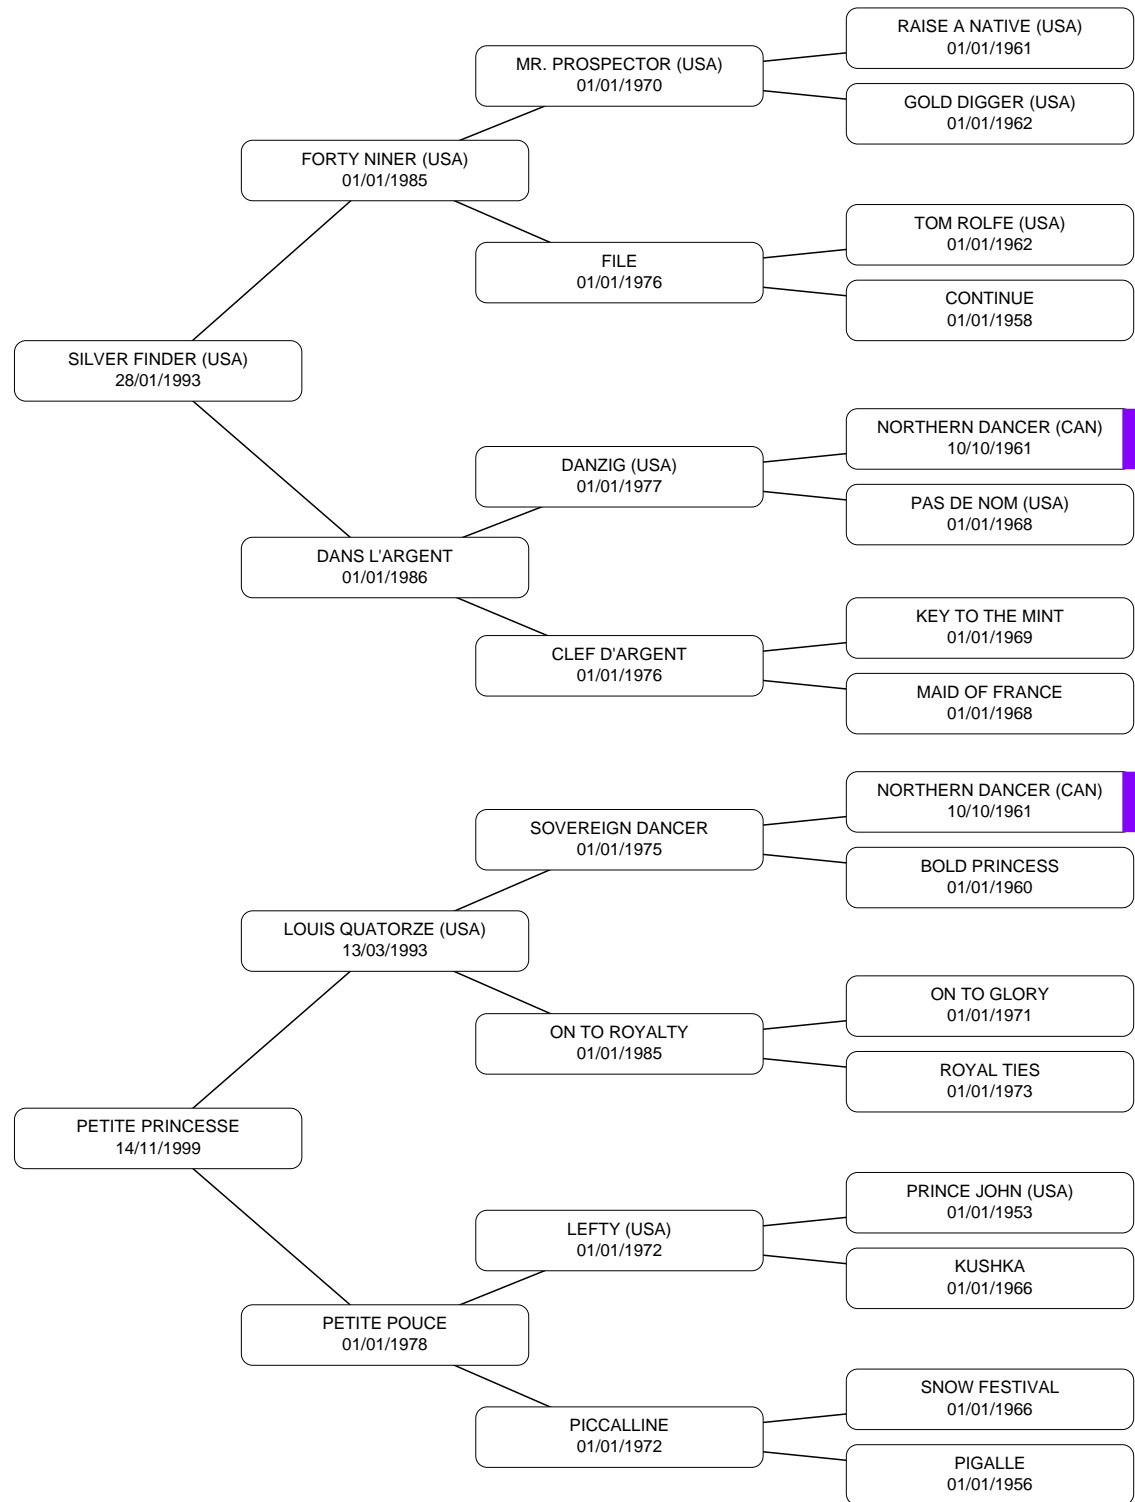 RAISE A NATIVE (USA)
01/01/1961
MR. PROSPECTOR (USA)
01/01/1970
GOLD DIGGER (USA)
01/01/1962
FORTY NINER (USA)
01/01/1985
TOM ROLFE (USA)
01/01/1962
FILE
01/01/1976
CONTINUE
01/01/1958
SILVER FINDER (USA)
28/01/1993
NORTHERN DANCER (CAN)
10/10/1961
DANZIG (USA)
01/01/1977
PAS DE NOM (USA)
01/01/1968
DANS L'ARGENT
01/01/1986
KEY TO THE MINT
01/01/1969
CLEF D'ARGENT
01/01/1976
MAID OF FRANCE
01/01/1968
NORTHERN DANCER (CAN)
10/10/1961
SOVEREIGN DANCER
01/01/1975
BOLD PRINCESS
01/01/1960
LOUIS QUATORZE (USA)
13/03/1993
ON TO GLORY
01/01/1971
ON TO ROYALTY
01/01/1985
ROYAL TIES
01/01/1973
PETITE PRINCESSE
14/11/1999
PRINCE JOHN (USA)
01/01/1953
LEFTY (USA)
01/01/1972
KUSHKA
01/01/1966
PETITE POUCE
01/01/1978
SNOW FESTIVAL
01/01/1966
PICCALLINE
01/01/1972
PIGALLE
01/01/1956